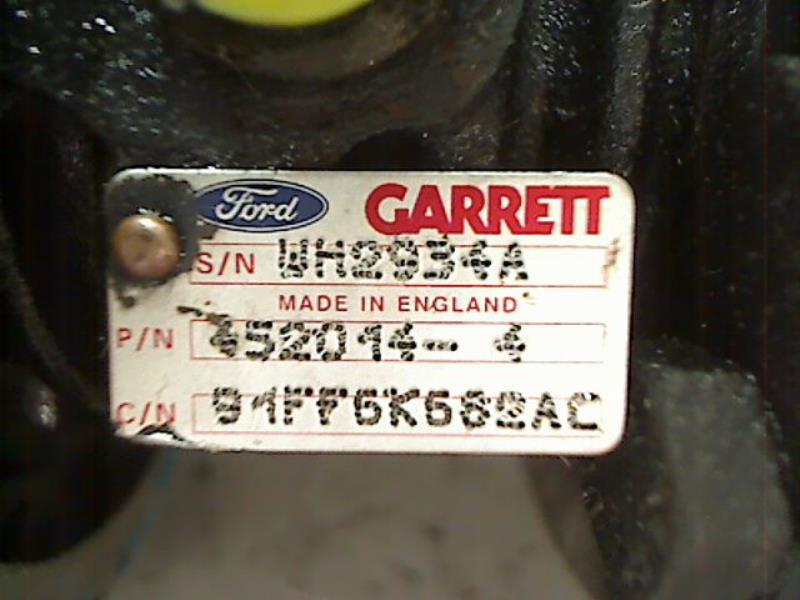 Ford GARRETT
S/N WH2934A
MADE IN ENGLAND
P/N 452014- 4
C/N 91FF6K682AC